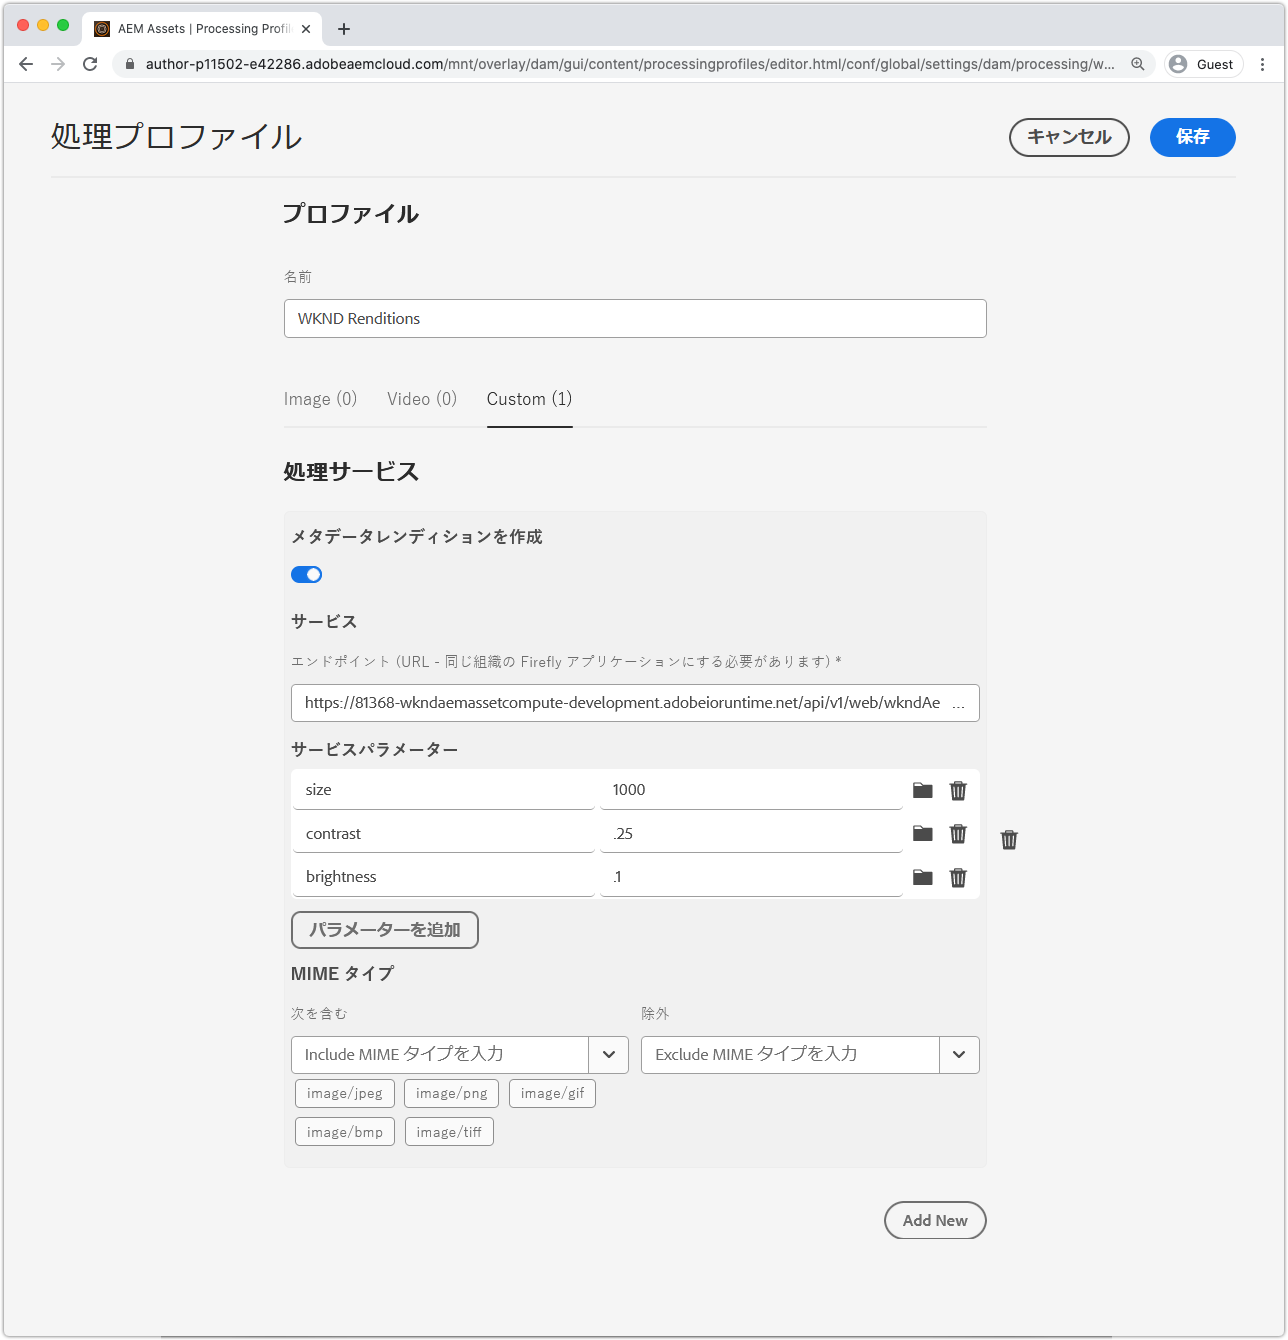 AEM Assets | Processing Profil
author-p11502-e42286.adobeaemcloud.com/mnt/overlay/dam/gui/content/processingprofiles/editor.html/conf/global/settings/dam/processing/w...
Guest
処理プロファイル
キャンセル
保存
プロファイル
名前
WKND Renditions
Image (0)
Video (0)
Custom (1)
処理サービス
メタデータレンディションを作成
サービス
エンドポイント (URL - 同じ組織の Firefly アプリケーションにする必要があります) *
https://81368-wkndaemassetcompute-development.adobeioruntime.net/api/v1/web/wkndAe ...
サービスパラメーター
size 1000
contrast .25
brightness .1
パラメーターを追加
MIME タイプ
次を含む 除外
Include MIME タイプを入力 Exclude MIME タイプを入力
image/jpeg image/png image/gif
image/bmp image/tiff
Add New